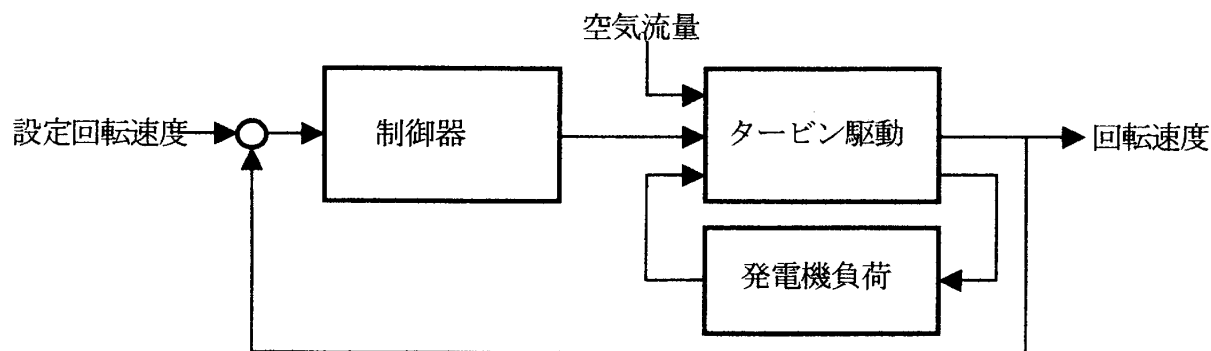 空気流量
設定回転速度
制御器
タービン駆動
回転速度
発電機負荷